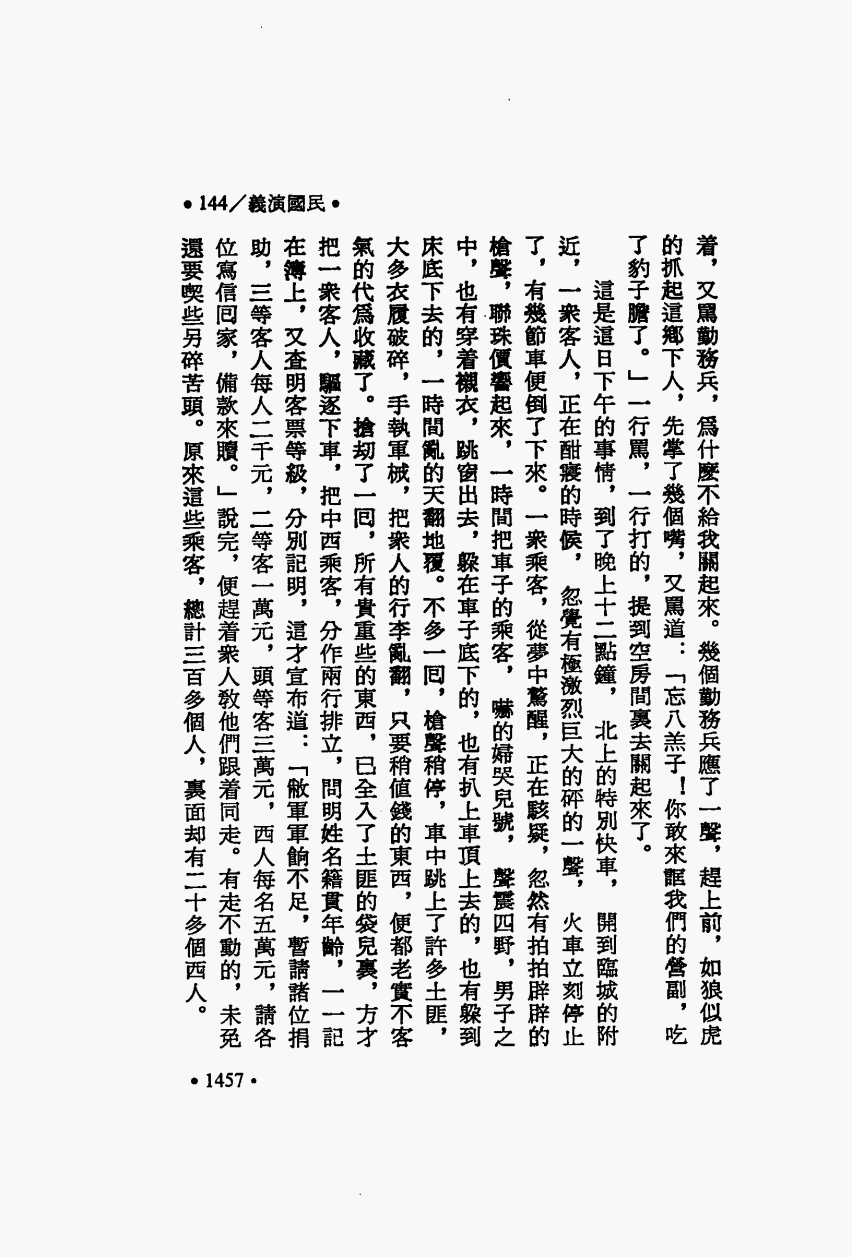 •144／義演國民•
着，又罵勤務兵，爲什麼不給我關起來。幾個勤務兵應了一聲，趕上前，如狼似虎
的抓起這鄉下人，先掌了幾個嘴，又罵道：「忘八羔子！你敢來誆我們的營副，吃
了豹子膽了。」一行罵，一行打的，提到空房間裏去關起來了。
這是這日下午的事情，到了晚上十二點鐘，北上的特別快車，開到臨城的附
近，一衆客人，正在酣寢的時候，忽覺有極激烈巨大的砰的一聲，火車立刻停止
了，有幾節車便倒了下來。一衆乘客，從夢中驚醒，正在駭疑，忽然有拍拍辟辟的
槍聲，聯珠價響起來，一時間把車子的乘客，嚇的婦哭兒號，聲震四野，男子之
中，也有穿着襯衣，跳窗出去，躲在車子底下的，也有扒上車頂上去的，也有躲到
床底下去的，一時間亂的天翻地覆。不多一囘，槍聲稍停，車中跳上了許多土匪，
大多衣履破碎，手執軍械，把衆人的行李亂翻，只要稍値錢的東西，便都老實不客
氣的代爲收藏了。搶刼了一囘，所有貴重些的東西，已全入了土匪的袋兒裏，方才
把一衆客人，驅逐下車，把中西乘客，分作兩行排立，問明姓名籍貫年齡，一一記
在簿上，又查明客票等級，分別記明，這才宣布道：「敝軍軍餉不足，暫請諸位捐
助，三等客人每人二千元，二等客一萬元，頭等客三萬元，西人每名五萬元，請各
位寫信囘家，備款來贖。」說完，便趕着衆人敎他們跟着同走。有走不動的，未免
還要喫些另碎苦頭。原來這些乘客，總計三百多個人，裏面却有二十多個西人。
•1457•